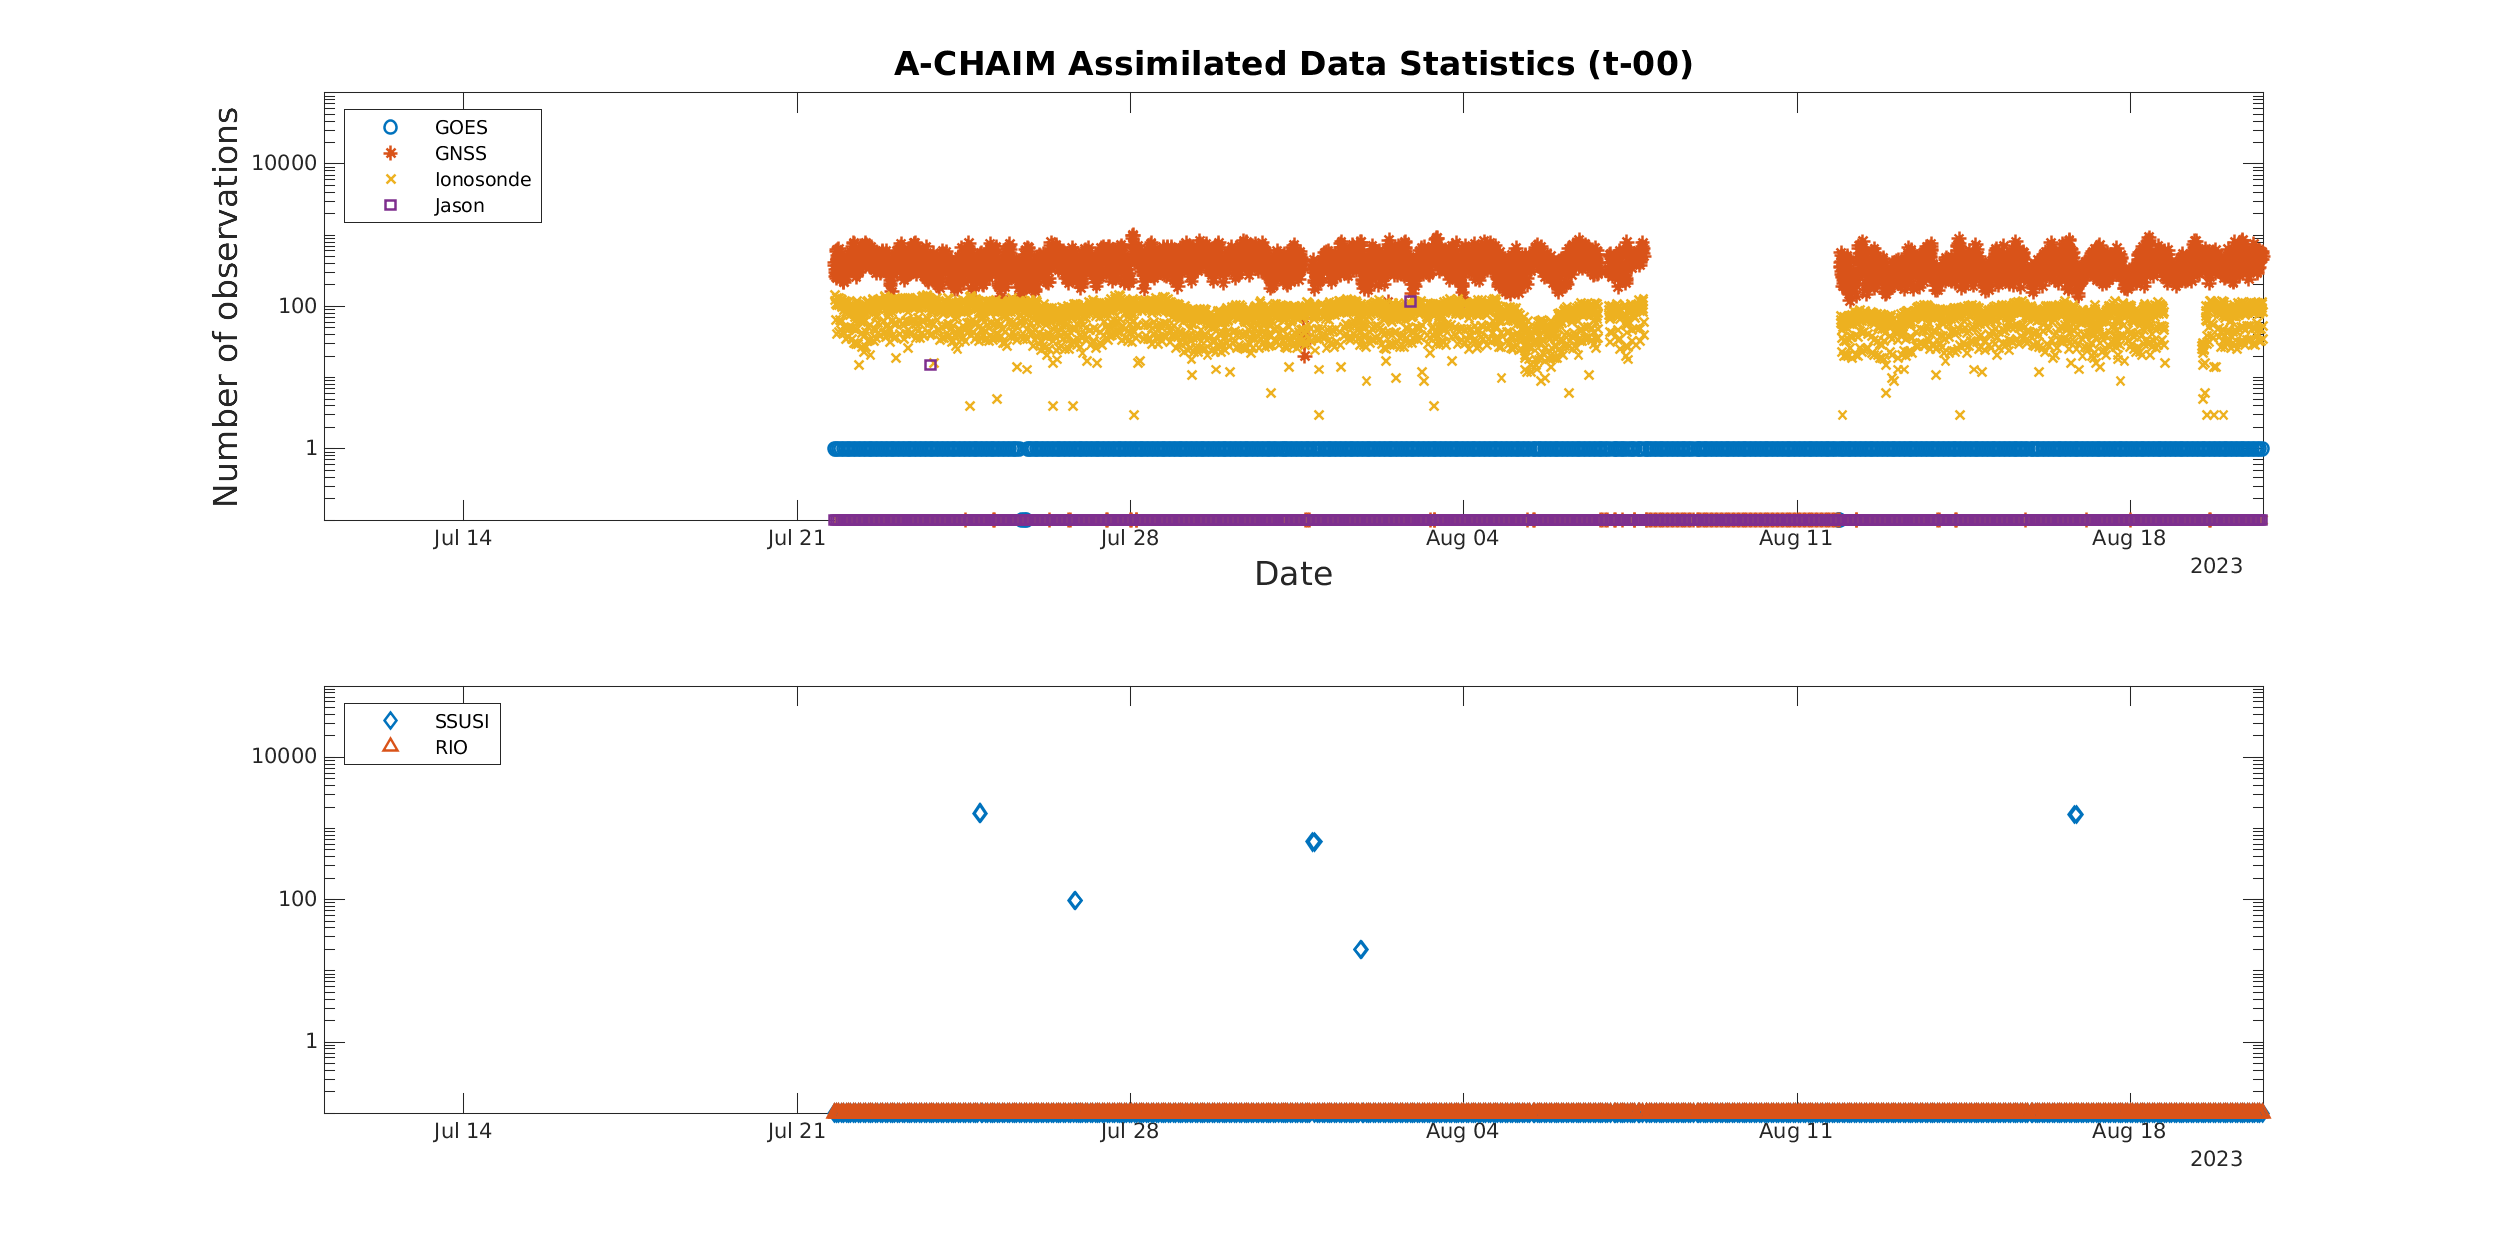 A-CHAIM Assimilated Data Statistics (t-00)
Number of observations
10000
100
1
GOES
GNSS
Ionosonde
Jason
Jul 14
Jul 21
Jul 28
Aug 04
Aug 11
Aug 18
Date
2023
10000
100
1
SSUSI
RIO
Jul 14
Jul 21
Jul 28
Aug 04
Aug 11
Aug 18
2023